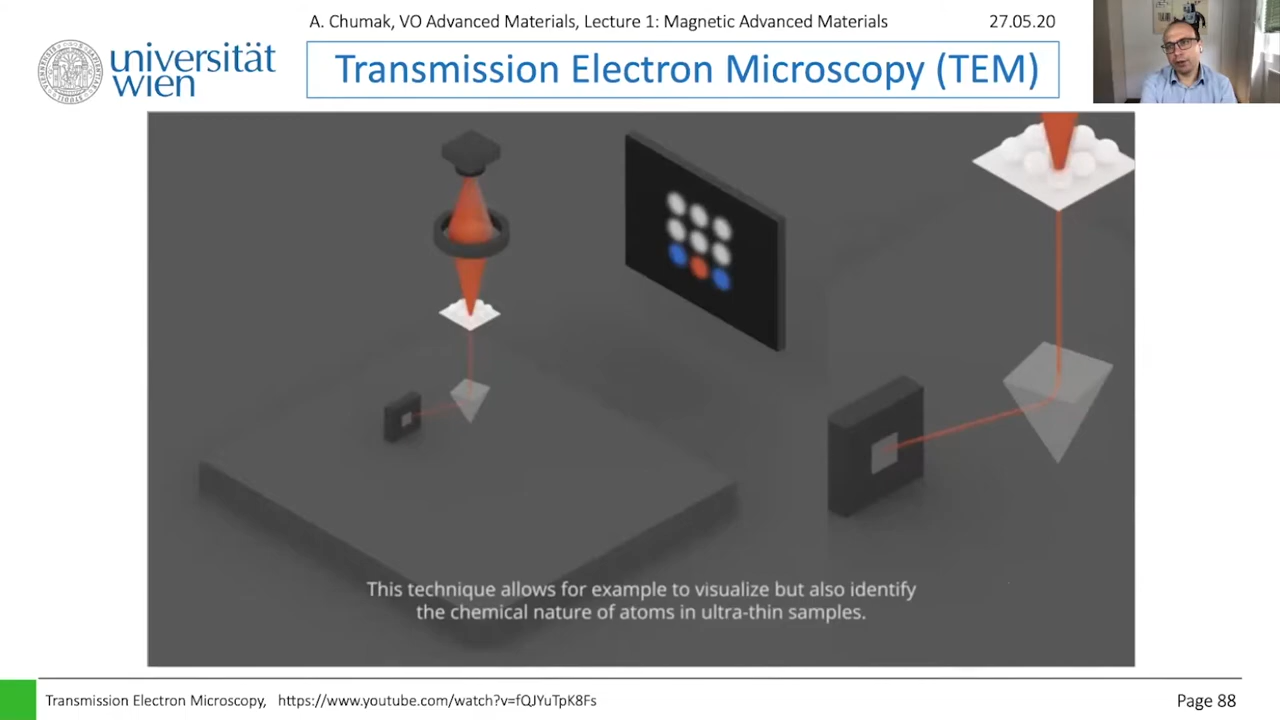 A. Chumak, VO Advanced Materials, Lecture 1: Magnetic Advanced Materials
27.05.20
universität
wien
Transmission Electron Microscopy (TEM)
This technique allows for example to visualize but also identify
the chemical nature of atoms in ultra-thin samples.
Transmission Electron Microscopy, https://www.youtube.com/watch?v=fQJYuTpK8Fs
Page 88